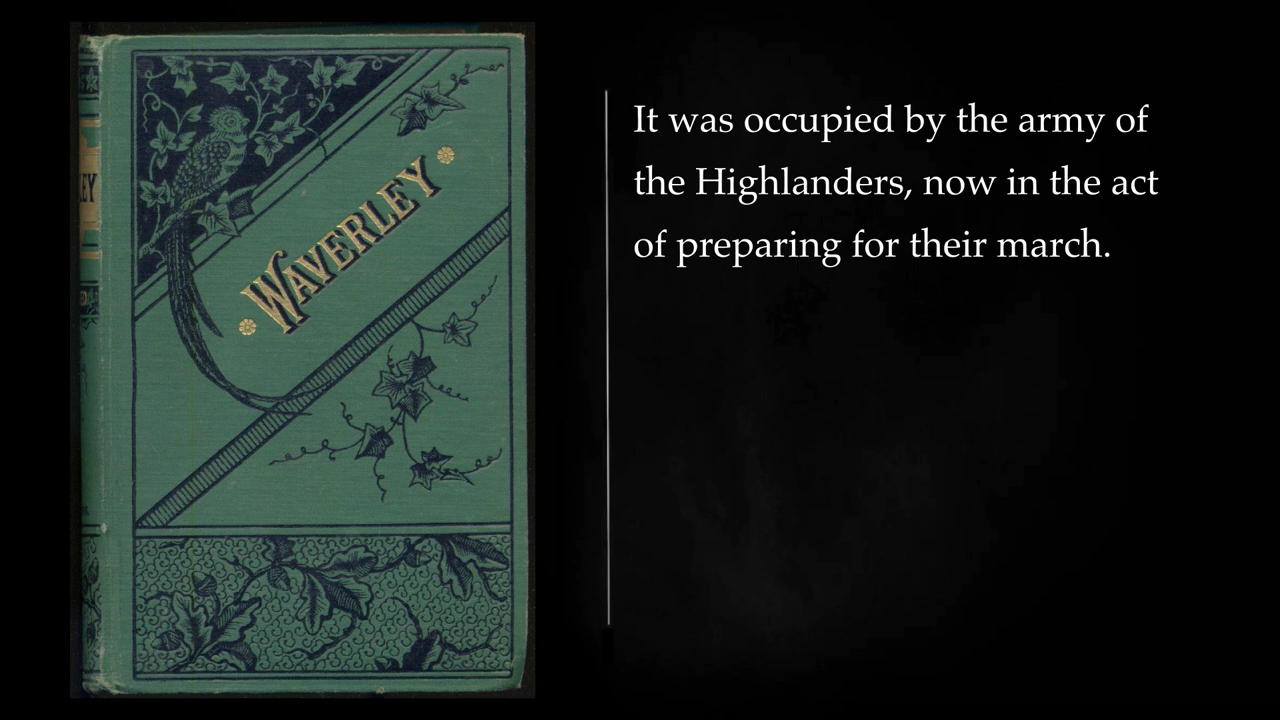 WAVERLEY
It was occupied by the army of
the Highlanders, now in the act
of preparing for their march.